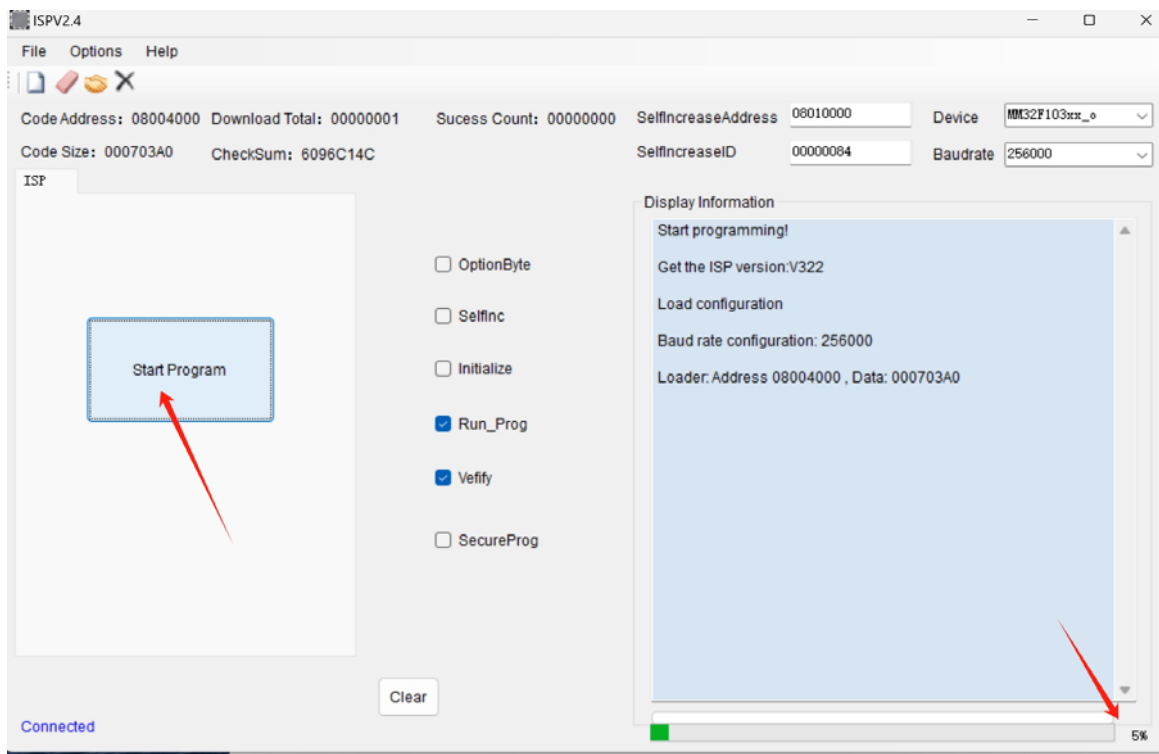 ISPV2.4
File Options Help
Code Address: 08004000 Download Total: 00000001 Sucess Count: 00000000 SelfIncreaseAddress 08010000 Device MM32F103xx_o
Code Size: 000703A0 CheckSum: 6096C14C SelfIncreaseID 00000084 Baudrate 256000
ISP
Display Information
Start programming!
OptionByte
Get the ISP version:V322
Load configuration
SelfInc
Baud rate configuration: 256000
Start Program
Initialize
Loader: Address 08004000 , Data: 000703A0
Run_Prog
Vefify
SecureProg
Clear
Connected
5%